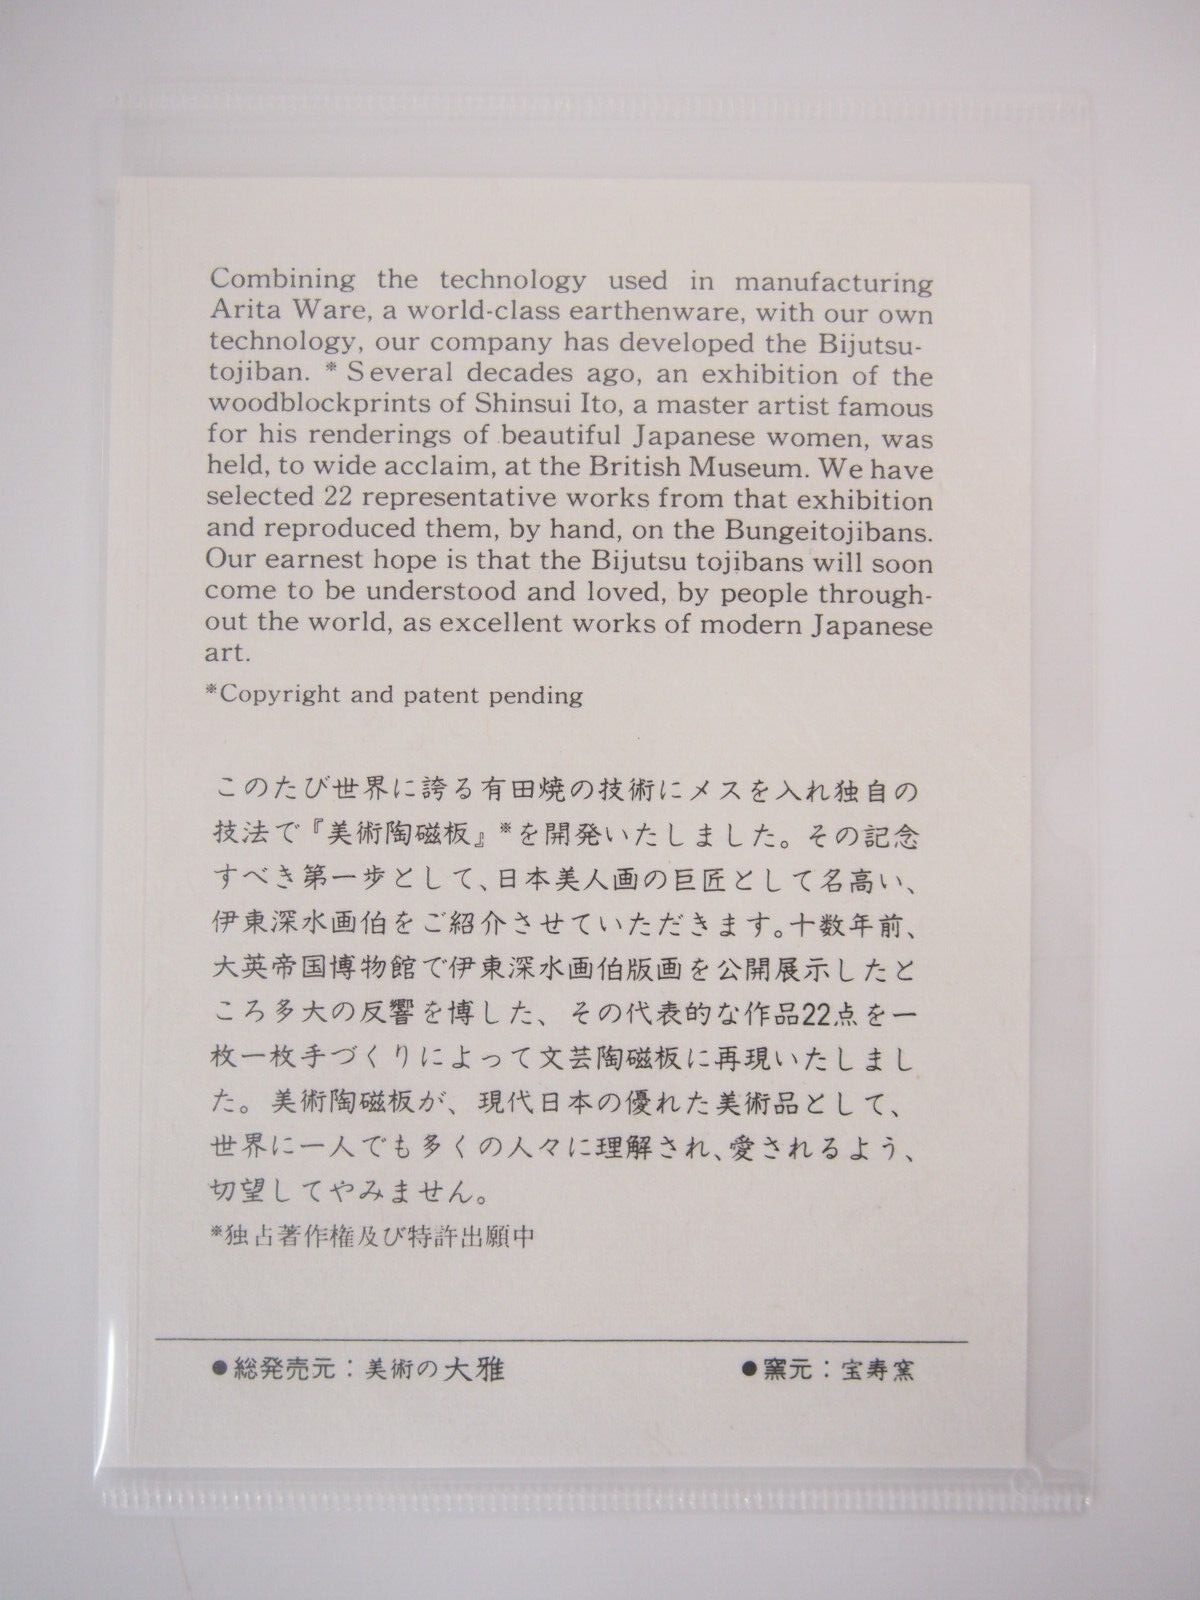 Combining the technology used in manufacturing
Arita Ware, a world-class earthenware, with our own
technology, our company has developed the Bijutsu-
tojiban. ※ Several decades ago, an exhibition of the
woodblockprints of Shinsui Ito, a master artist famous
for his renderings of beautiful Japanese women, was
held, to wide acclaim, at the British Museum. We have
selected 22 representative works from that exhibition
and reproduced them, by hand, on the Bungeitojibans.
Our earnest hope is that the Bijutsu tojibans will soon
come to be understood and loved, by people through-
out the world, as excellent works of modern Japanese
art.
※Copyright and patent pending
このたび世界に誇る有田焼の技術にメスを入れ独自の
技法で『美術陶磁板』※を開発いたしました。その記念
すべき第一歩として、日本美人画の巨匠として名高い、
伊東深水画伯をご紹介させていただきます。十数年前、
大英帝国博物館で伊東深水画伯版画を公開展示したと
ころ多大の反響を博した、その代表的な作品22点を一
枚一枚手づくりによって文芸陶磁板に再現いたしまし
た。美術陶磁板が、現代日本の優れた美術品として、
世界に一人でも多くの人々に理解され、愛されるよう、
切望してやみません。
※独占著作権及び特許出願中
●総発売元：美術の大雅 ●窯元：宝寿窯